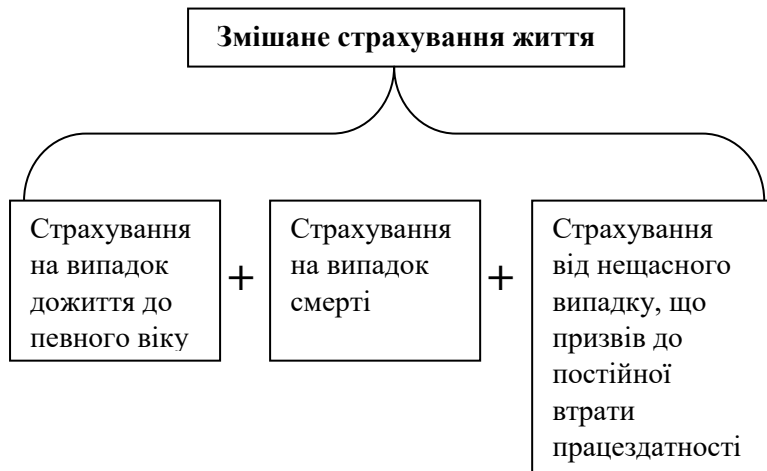 Змішане страхування життя
Страхування
на випадок
дожиття до
певного віку
+
Страхування
на випадок
смерті
+
Страхування
від нещасного
випадку, що
призвів до
постійної
втрати
працездатності